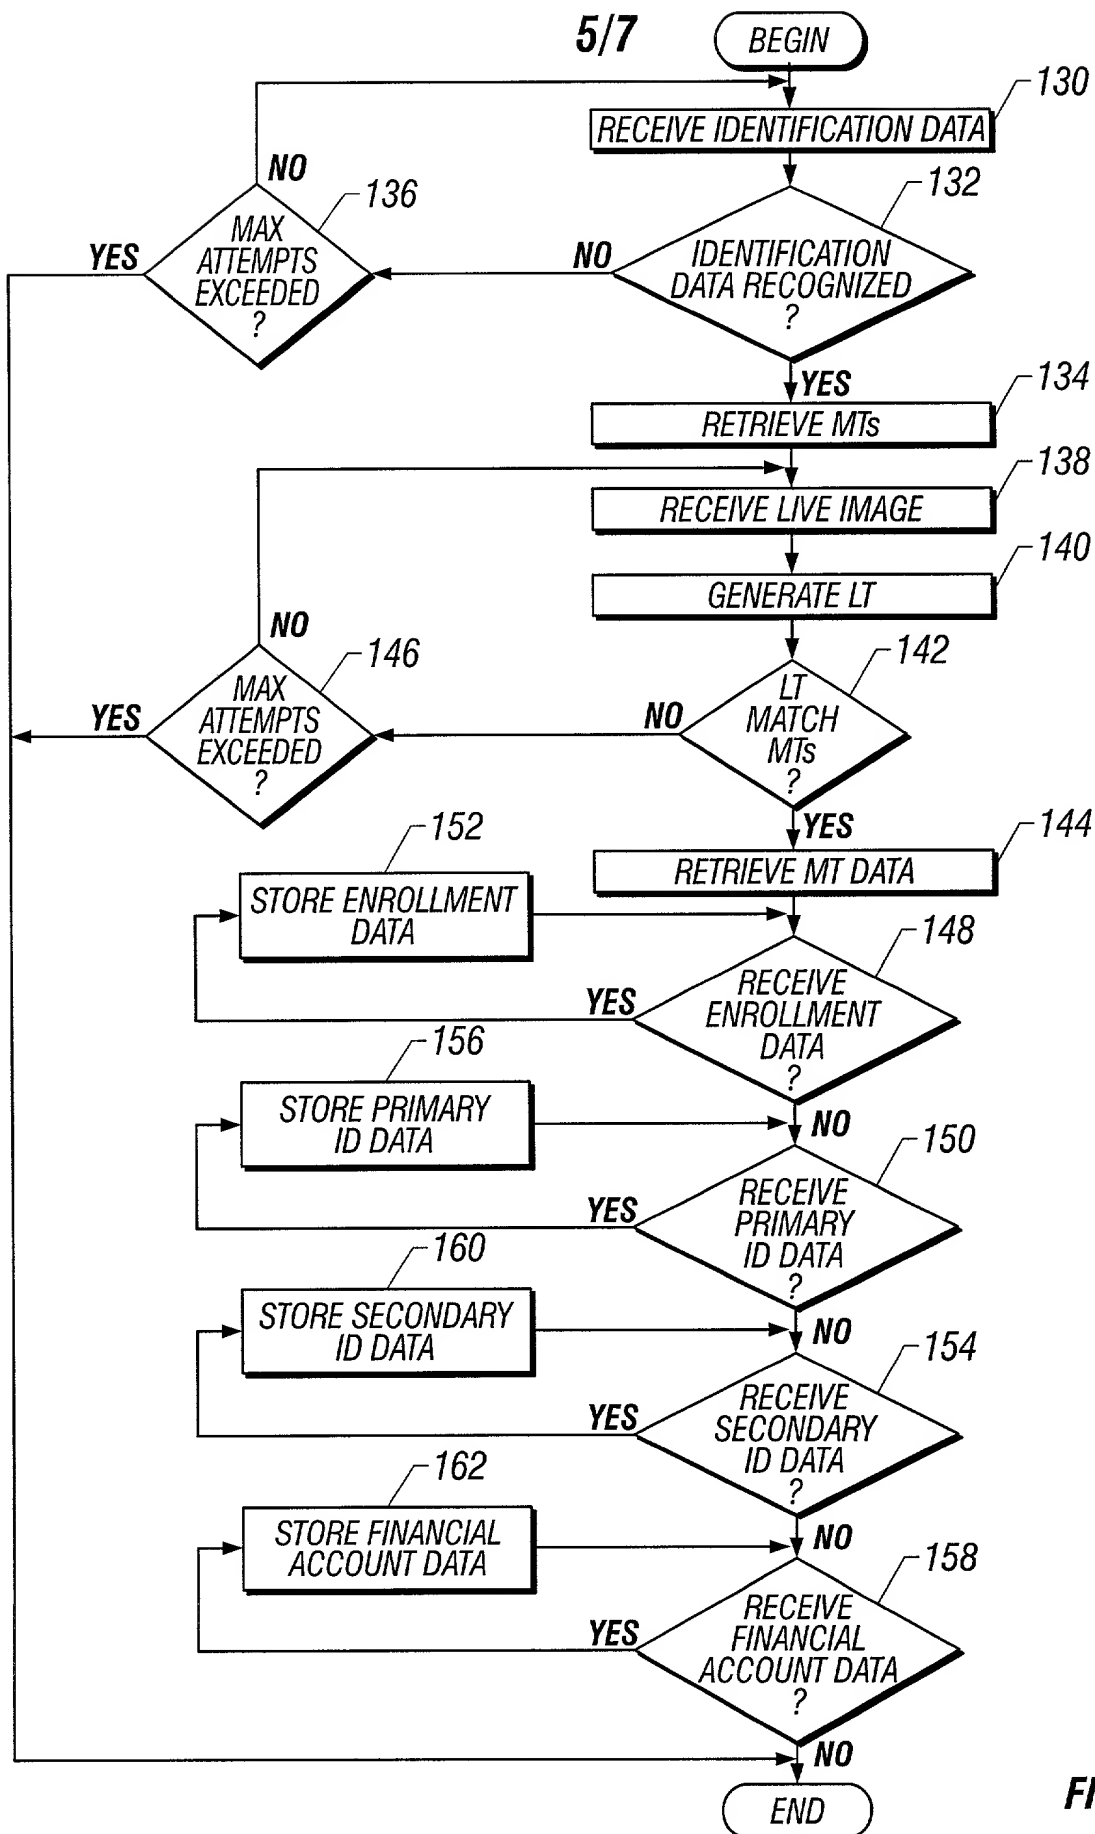 5/7
BEGIN
130
RECEIVE IDENTIFICATION DATA
NO
136
132
MAX
ATTEMPTS
EXCEEDED
?
YES
NO
IDENTIFICATION
DATA RECOGNIZED
?
YES
134
RETRIEVE MTs
138
RECEIVE LIVE IMAGE
140
GENERATE LT
NO
146
142
MAX
ATTEMPTS
EXCEEDED
?
YES
NO
LT
MATCH
MTs
?
YES
144
RETRIEVE MT DATA
152
STORE ENROLLMENT
DATA
148
YES
RECEIVE
ENROLLMENT
DATA
?
NO
156
STORE PRIMARY
ID DATA
150
YES
RECEIVE
PRIMARY
ID DATA
?
NO
160
STORE SECONDARY
ID DATA
154
YES
RECEIVE
SECONDARY
ID DATA
?
NO
162
STORE FINANCIAL
ACCOUNT DATA
158
YES
RECEIVE
FINANCIAL
ACCOUNT DATA
?
NO
END